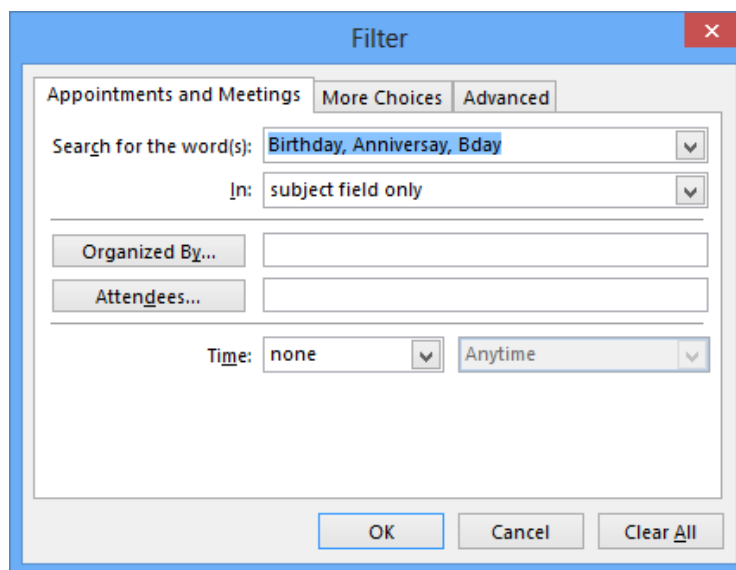 Filter
Appointments and Meetings More Choices Advanced
Search for the word(s): Birthday, Anniversay, Bday
In: subject field only
Organized By...
Attendees...
Time: none Anytime
OK Cancel Clear All